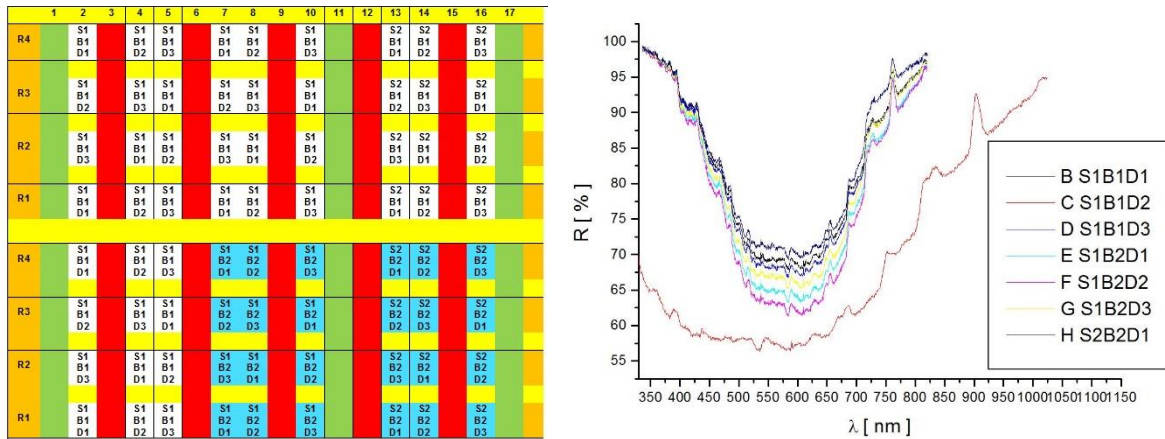 1 2 3 4 5 6 7 8 9 10 11 12 13 14 15 16 17
S1 S1 S1 S1 S1 S1 S2 S2 S2
R4 B1 B1 B1 B1 B1 B1 B1 B1 B1
D1 D2 D3 D1 D2 D3 D1 D2 D3
S1 S1 S1 S1 S1 S1 S2 S2 S2
R3 B1 B1 B1 B1 B1 B1 B1 B1 B1
D2 D3 D1 D2 D3 D1 D2 D3 D1
S1 S1 S1 S1 S1 S1 S2 S2 S2
R2 B1 B1 B1 B1 B1 B1 B1 B1 B1
D3 D1 D2 D3 D1 D2 D3 D1 D2
S1 S1 S1 S1 S1 S1 S2 S2 S2
R1 B1 B1 B1 B1 B1 B1 B1 B1 B1
D1 D2 D3 D1 D2 D3 D1 D2 D3
S1 S1 S1 S1 S1 S1 S2 S2 S2
R4 B1 B1 B1 B2 B2 B2 B2 B2 B2
D1 D2 D3 D1 D2 D3 D1 D2 D3
S1 S1 S1 S1 S1 S1 S2 S2 S2
R3 B1 B1 B1 B2 B2 B2 B2 B2 B2
D2 D3 D1 D2 D3 D1 D2 D3 D1
S1 S1 S1 S1 S1 S1 S2 S2 S2
R2 B1 B1 B1 B2 B2 B2 B2 B2 B2
D3 D1 D2 D3 D1 D2 D3 D1 D2
S1 S1 S1 S1 S1 S1 S2 S2 S2
R1 B1 B1 B1 B2 B2 B2 B2 B2 B2
D1 D2 D3 D1 D2 D3 D1 D2 D3
R [ % ]
100
95
90
85
80
75
70
65
60
55
350 400 450 500 550 600 650 700 750 800 850 900 950 1000 1050 1100 1150
λ [ nm ]
B S1B1D1
C S1B1D2
D S1B1D3
E S1B2D1
F S1B2D2
G S1B2D3
H S2B2D1